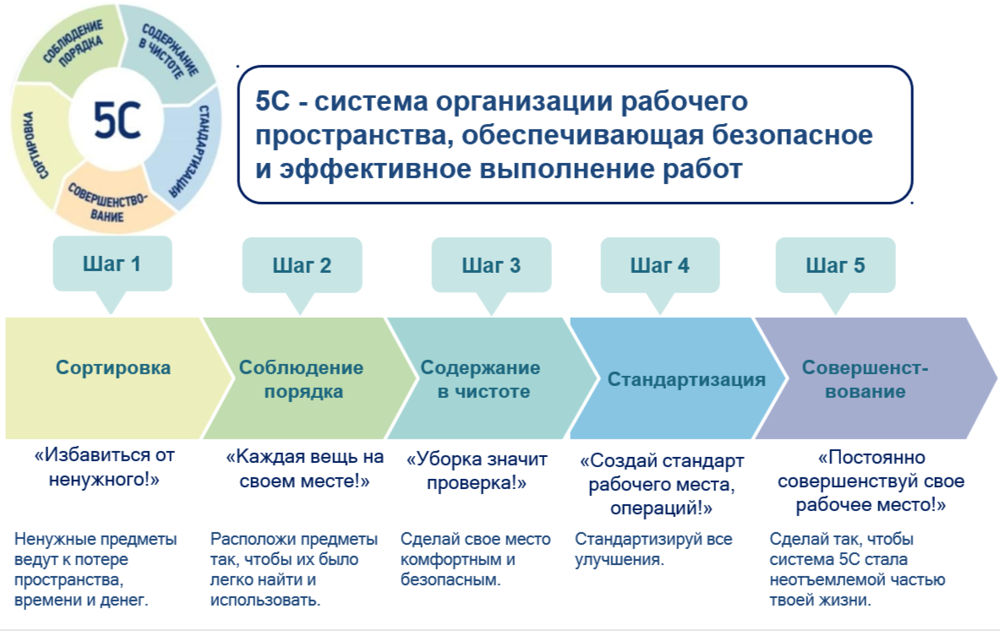 СОБЛЮДЕНИЕ
ПОРЯДКА
СОДЕРЖАНИЕ
В ЧИСТОТЕ
СТАНДАРТИЗАЦИЯ
СОВЕРШЕНСТВО-
ВАНИЕ
СОРТИРОВКА
5С
5С - система организации рабочего
пространства, обеспечивающая безопасное
и эффективное выполнение работ
Шаг 1
Шаг 2
Шаг 3
Шаг 4
Шаг 5
Сортировка
Соблюдение
порядка
Содержание
в чистоте
Стандартизация
Совершенст-
вование
«Избавиться от
ненужного!»
«Каждая вещь на
своем месте!»
«Уборка значит
проверка!»
«Создай стандарт
рабочего места,
операций!»
«Постоянно
совершенствуй свое
рабочее место!»
Ненужные предметы
ведут к потере
пространства,
времени и денег.
Расположи предметы
так, чтобы их было
легко найти и
использовать.
Сделай свое место
комфортным и
безопасным.
Стандартизируй все
улучшения.
Сделай так, чтобы
система 5С стала
неотъемлемой частью
твоей жизни.